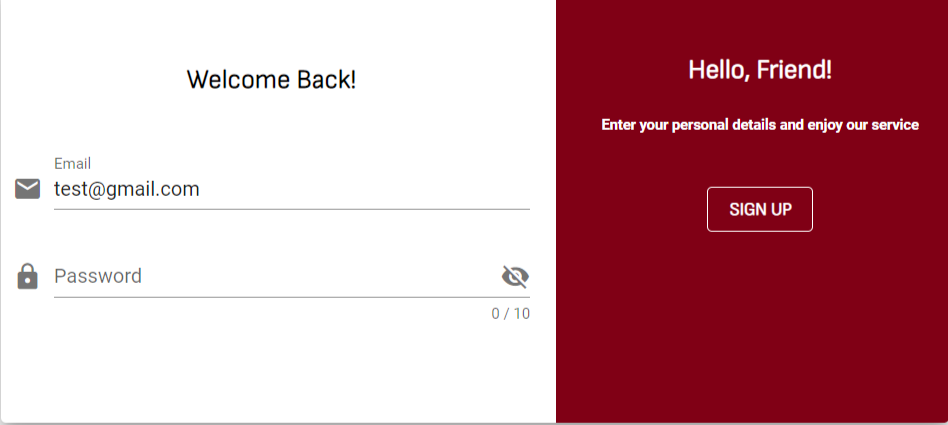 Welcome Back!
Email
test@gmail.com
Password
0 / 10
Hello, Friend!
Enter your personal details and enjoy our service
SIGN UP